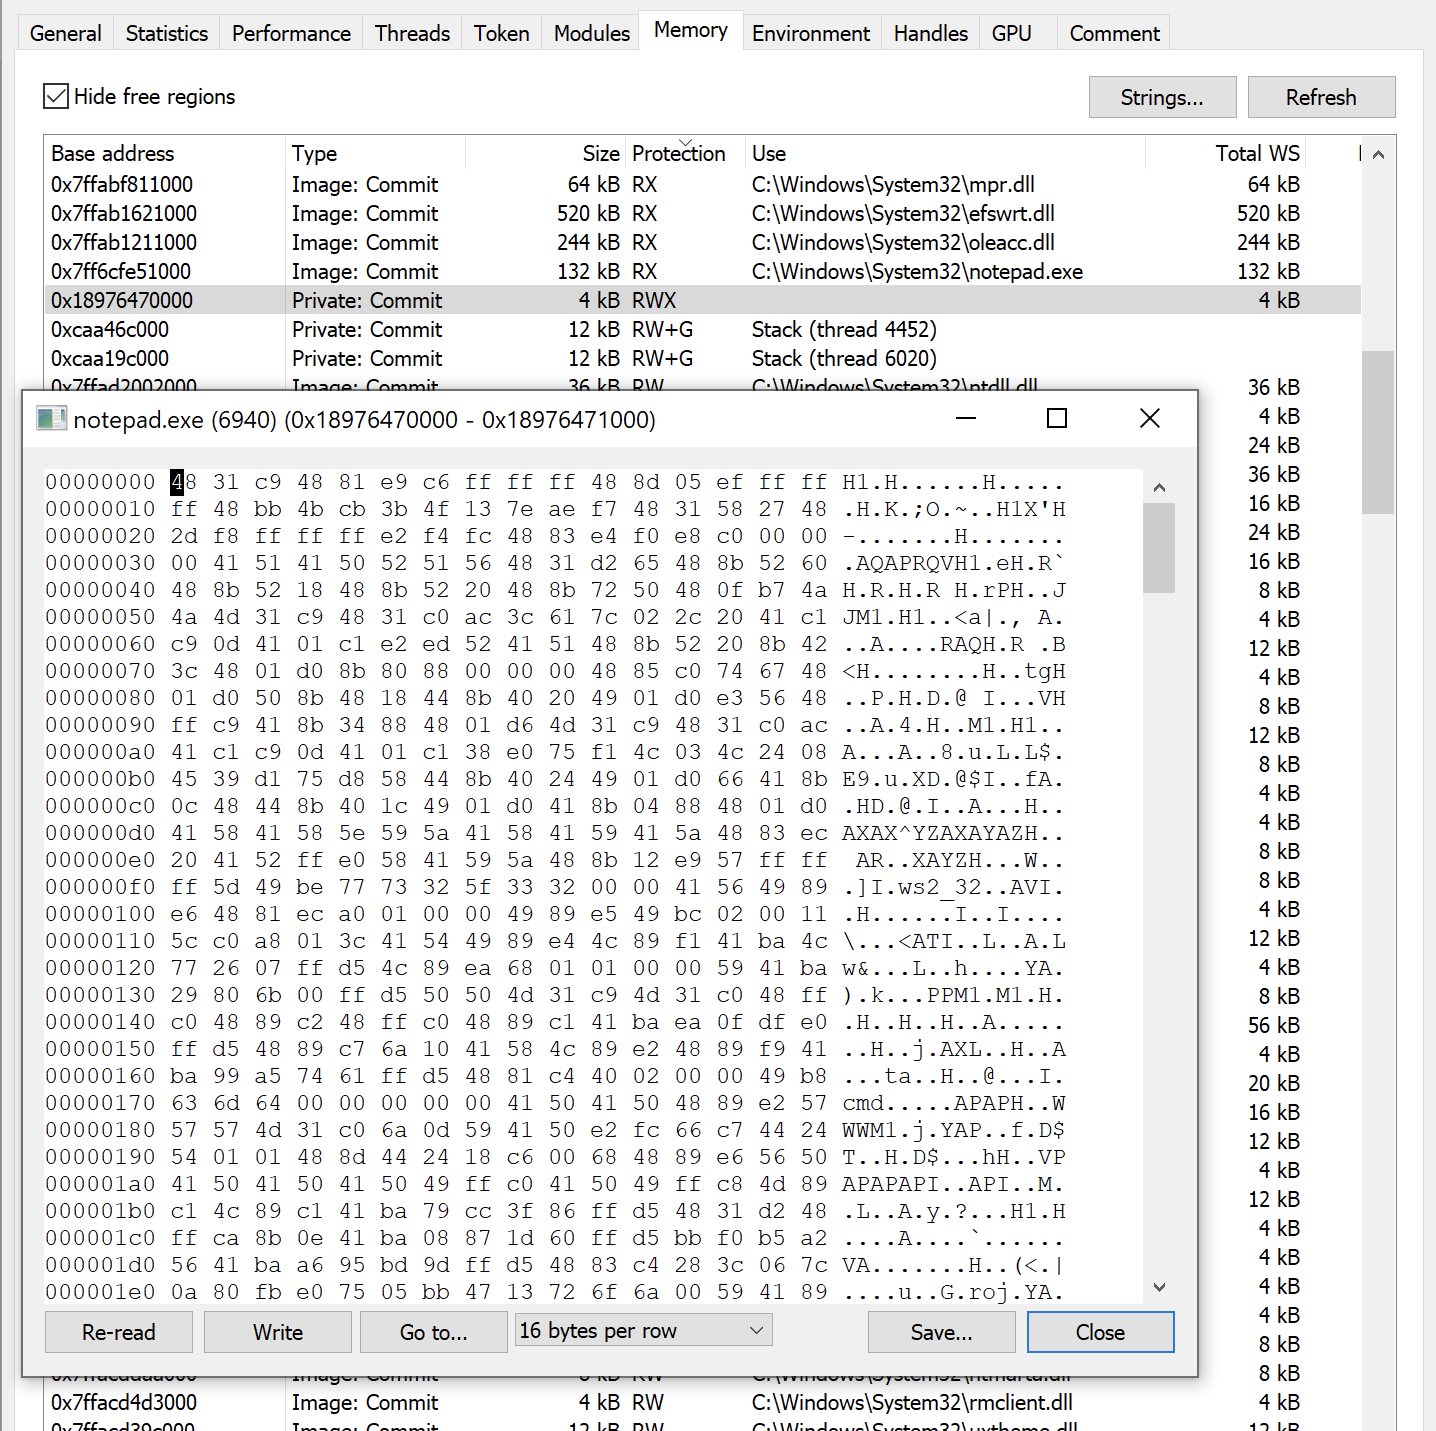 General Statistics Performance Threads Token Modules Memory Environment Handles GPU Comment
Hide free regions Strings... Refresh
Base address Type Size Protection Use Total WS
0x7ffabf811000 Image: Commit 64 kB RX C:\Windows\System32\mpr.dll 64 kB
0x7ffab1621000 Image: Commit 520 kB RX C:\Windows\System32\efswrt.dll 520 kB
0x7ffab1211000 Image: Commit 244 kB RX C:\Windows\System32\oleacc.dll 244 kB
0x7ff6cfe51000 Image: Commit 132 kB RX C:\Windows\System32\notepad.exe 132 kB
0x18976470000 Private: Commit 4 kB RWX 4 kB
0xcaa46c000 Private: Commit 12 kB RW+G Stack (thread 4452)
0xcaa19c000 Private: Commit 12 kB RW+G Stack (thread 6020)
0x7ffad2002000 Image: Commit 36 kB RW C:\Windows\System32\ntdll.dll 36 kB
notepad.exe (6940) (0x18976470000 - 0x18976471000)
4 kB
24 kB
36 kB
16 kB
24 kB
16 kB
8 kB
4 kB
12 kB
4 kB
8 kB
12 kB
8 kB
4 kB
4 kB
8 kB
8 kB
4 kB
12 kB
4 kB
8 kB
56 kB
4 kB
20 kB
16 kB
12 kB
4 kB
12 kB
4 kB
4 kB
4 kB
4 kB
8 kB
8 kB
00000000 48 31 c9 48 81 e9 c6 ff ff ff 48 8d 05 ef ff ff H1.H......H.....
00000010 ff 48 bb 4b cb 3b 4f 13 7e ae f7 48 31 58 27 48 .H.K.;O.~..H1X'H
00000020 2d f8 ff ff ff e2 f4 fc 48 83 e4 f0 e8 c0 00 00 -.......H.......
00000030 00 41 51 41 50 52 51 56 48 31 d2 65 48 8b 52 60 .AQAPRQVH1.eH.R`
00000040 48 8b 52 18 48 8b 52 20 48 8b 72 50 48 0f b7 4a H.R.H.R H.rPH..J
00000050 4a 4d 31 c9 48 31 c0 ac 3c 61 7c 02 2c 20 41 c1 JM1.H1..<a|., A.
00000060 c9 0d 41 01 c1 e2 ed 52 41 51 48 8b 52 20 8b 42 ..A....RAQH.R .B
00000070 3c 48 01 d0 8b 80 88 00 00 00 48 85 c0 74 67 48 <H........H..tgH
00000080 01 d0 50 8b 48 18 44 8b 40 20 49 01 d0 e3 56 48 ..P.H.D.@ I...VH
00000090 ff c9 41 8b 34 88 48 01 d6 4d 31 c9 48 31 c0 ac ..A.4.H..M1.H1..
000000a0 41 c1 c9 0d 41 01 c1 38 e0 75 f1 4c 03 4c 24 08 A...A..8.u.L.L$.
000000b0 45 39 d1 75 d8 58 44 8b 40 24 49 01 d0 66 41 8b E9.u.XD.@$I..fA.
000000c0 0c 48 44 8b 40 1c 49 01 d0 41 8b 04 88 48 01 d0 .HD.@.I..A...H..
000000d0 41 58 41 58 5e 59 5a 41 58 41 59 41 5a 48 83 ec AXAX^YZAXAYAZH..
000000e0 20 41 52 ff e0 58 41 59 5a 48 8b 12 e9 57 ff ff  AR..XAYZH...W..
000000f0 ff 5d 49 be 77 73 32 5f 33 32 00 00 41 56 49 89 .]I.ws2_32..AVI.
00000100 e6 48 81 ec a0 01 00 00 49 89 e5 49 bc 02 00 11 .H......I..I....
00000110 5c c0 a8 01 3c 41 54 49 89 e4 4c 89 f1 41 ba 4c \...<ATI..L..A.L
00000120 77 26 07 ff d5 4c 89 ea 68 01 01 00 00 59 41 ba w&...L..h....YA.
00000130 29 80 6b 00 ff d5 50 50 4d 31 c9 4d 31 c0 48 ff ).k...PPM1.M1.H.
00000140 c0 48 89 c2 48 ff c0 48 89 c1 41 ba ea 0f df e0 .H..H..H..A.....
00000150 ff d5 48 89 c7 6a 10 41 58 4c 89 e2 48 89 f9 41 ..H..j.AXL..H..A
00000160 ba 99 a5 74 61 ff d5 48 81 c4 40 02 00 00 49 b8 ...ta..H..@...I.
00000170 63 6d 64 00 00 00 00 00 41 50 41 50 48 89 e2 57 cmd.....APAPH..W
00000180 57 57 4d 31 c0 6a 0d 59 41 50 e2 fc 66 c7 44 24 WWM1.j.YAP..f.D$
00000190 54 01 01 48 8d 44 24 18 c6 00 68 48 89 e6 56 50 T..H.D$...hH..VP
000001a0 41 50 41 50 41 50 49 ff c0 41 50 49 ff c8 4d 89 APAPAPI..API..M.
000001b0 c1 4c 89 c1 41 ba 79 cc 3f 86 ff d5 48 31 d2 48 .L..A.y.?...H1.H
000001c0 ff ca 8b 0e 41 ba 08 87 1d 60 ff d5 bb f0 b5 a2 ....A....`......
000001d0 56 41 ba a6 95 bd 9d ff d5 48 83 c4 28 3c 06 7c VA.......H..(<.|
000001e0 0a 80 fb e0 75 05 bb 47 13 72 6f 6a 00 59 41 89 ....u..G.roj.YA.
Re-read Write Go to... 16 bytes per row Save... Close
0x7ffacd4d3000 Image: Commit 4 kB RW C:\Windows\System32\rmclient.dll 4 kB
0x7ffacd39c000 Image: Commit 12 kB RW C:\Windows\System32\uxtheme.dll 12 kB